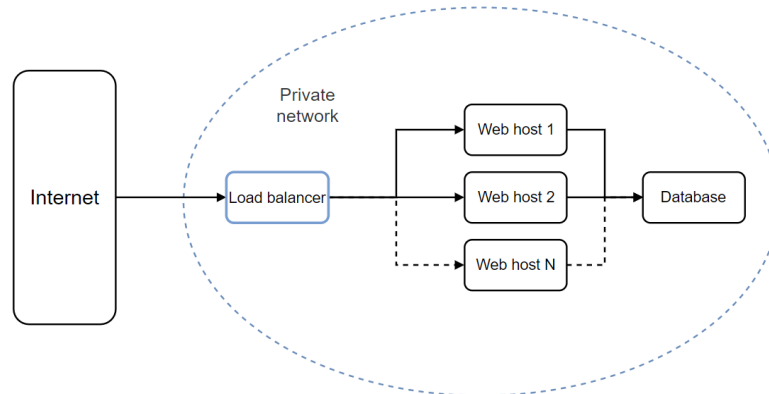 Private
network
Internet
Load balancer
Web host 1
Web host 2
Web host N
Database